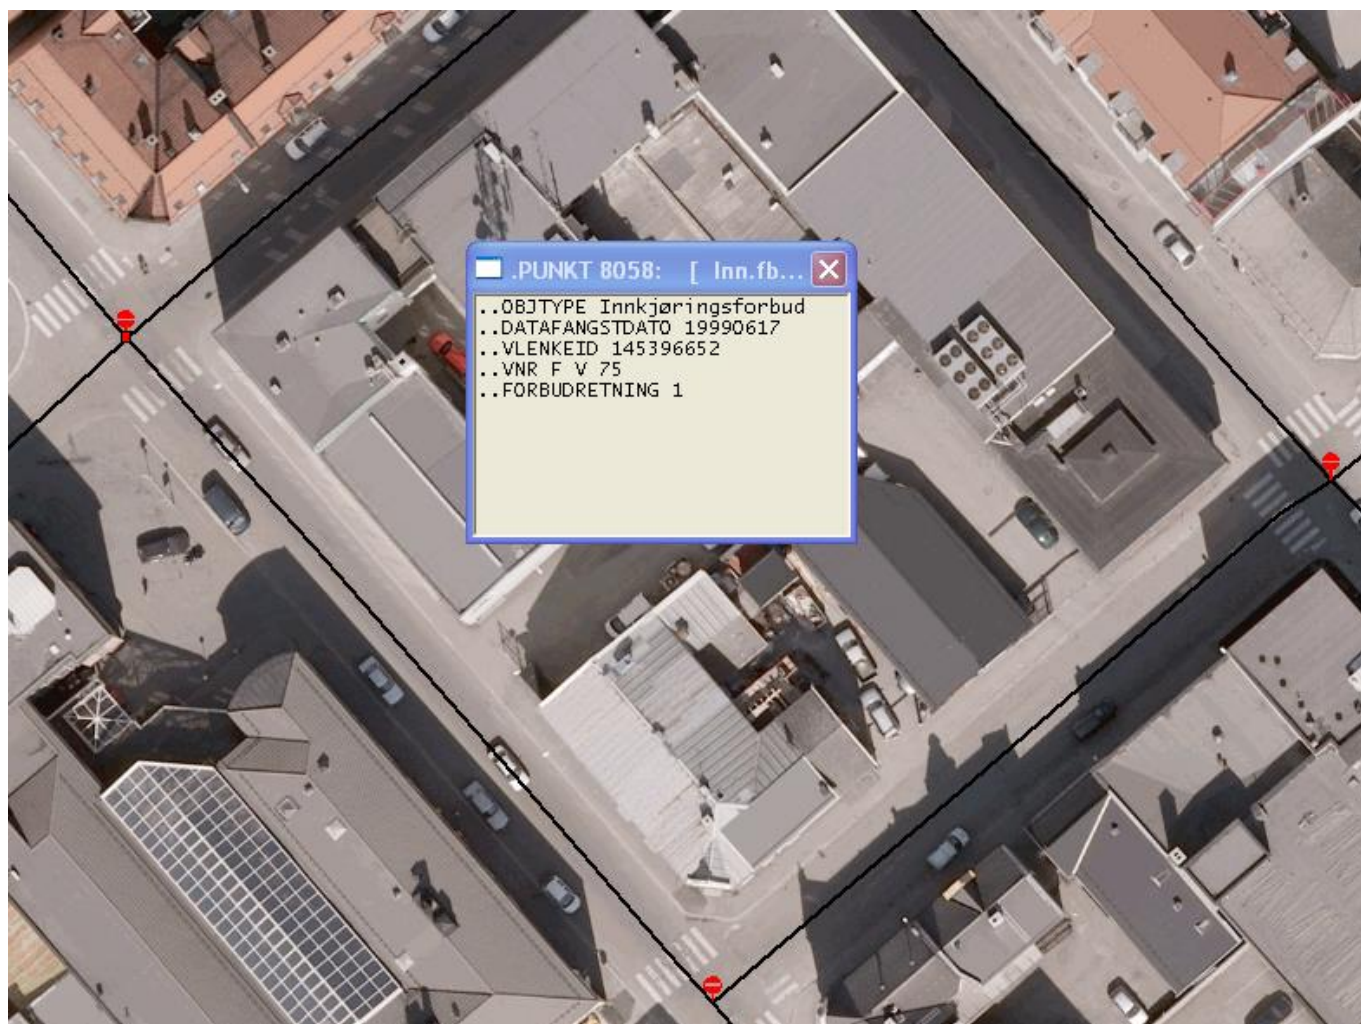 .PUNKT 8058: [ Inn.fb...
..OBJTYPE Innkjøringsforbud
..DATAFANGSTDATO 19990617
..VLENKEID 145396652
..VNR F V 75
..FORBUDRETNING 1